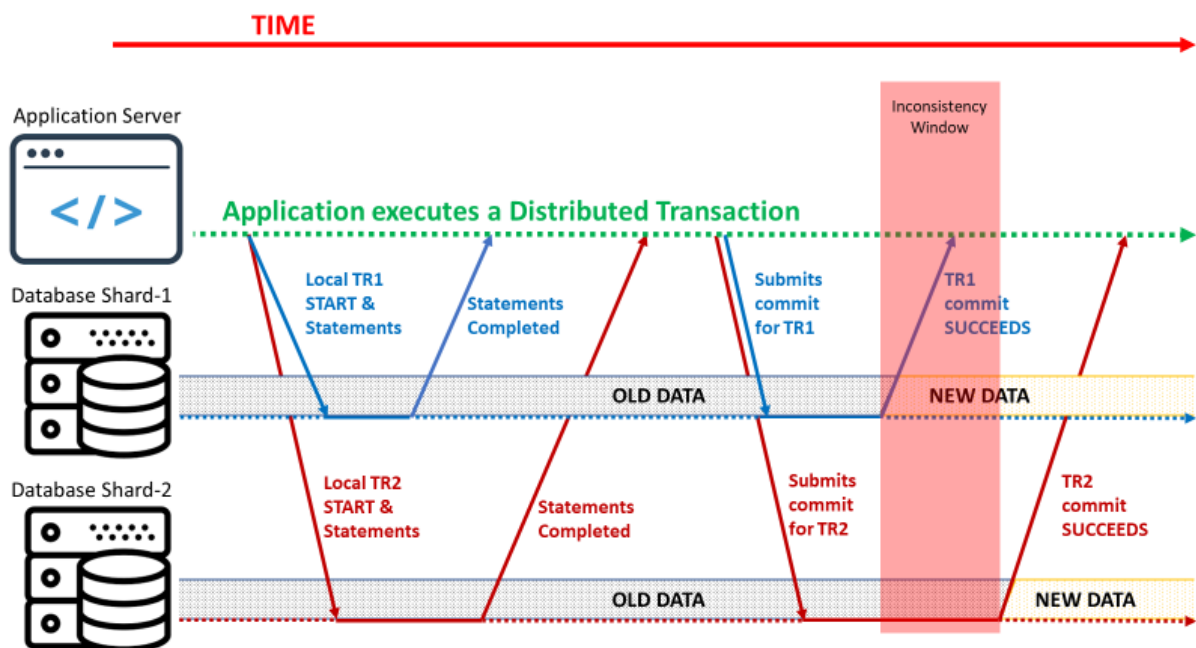 TIME
Application Server
</>
Inconsistency
Window
Application executes a Distributed Transaction
Database Shard-1
Local TR1
START &
Statements
Statements
Completed
Submits
commit
for TR1
TR1
commit
SUCCEEDS
OLD DATA
NEW DATA
Database Shard-2
Local TR2
START &
Statements
Statements
Completed
Submits
commit
for TR2
TR2
commit
SUCCEEDS
OLD DATA
NEW DATA